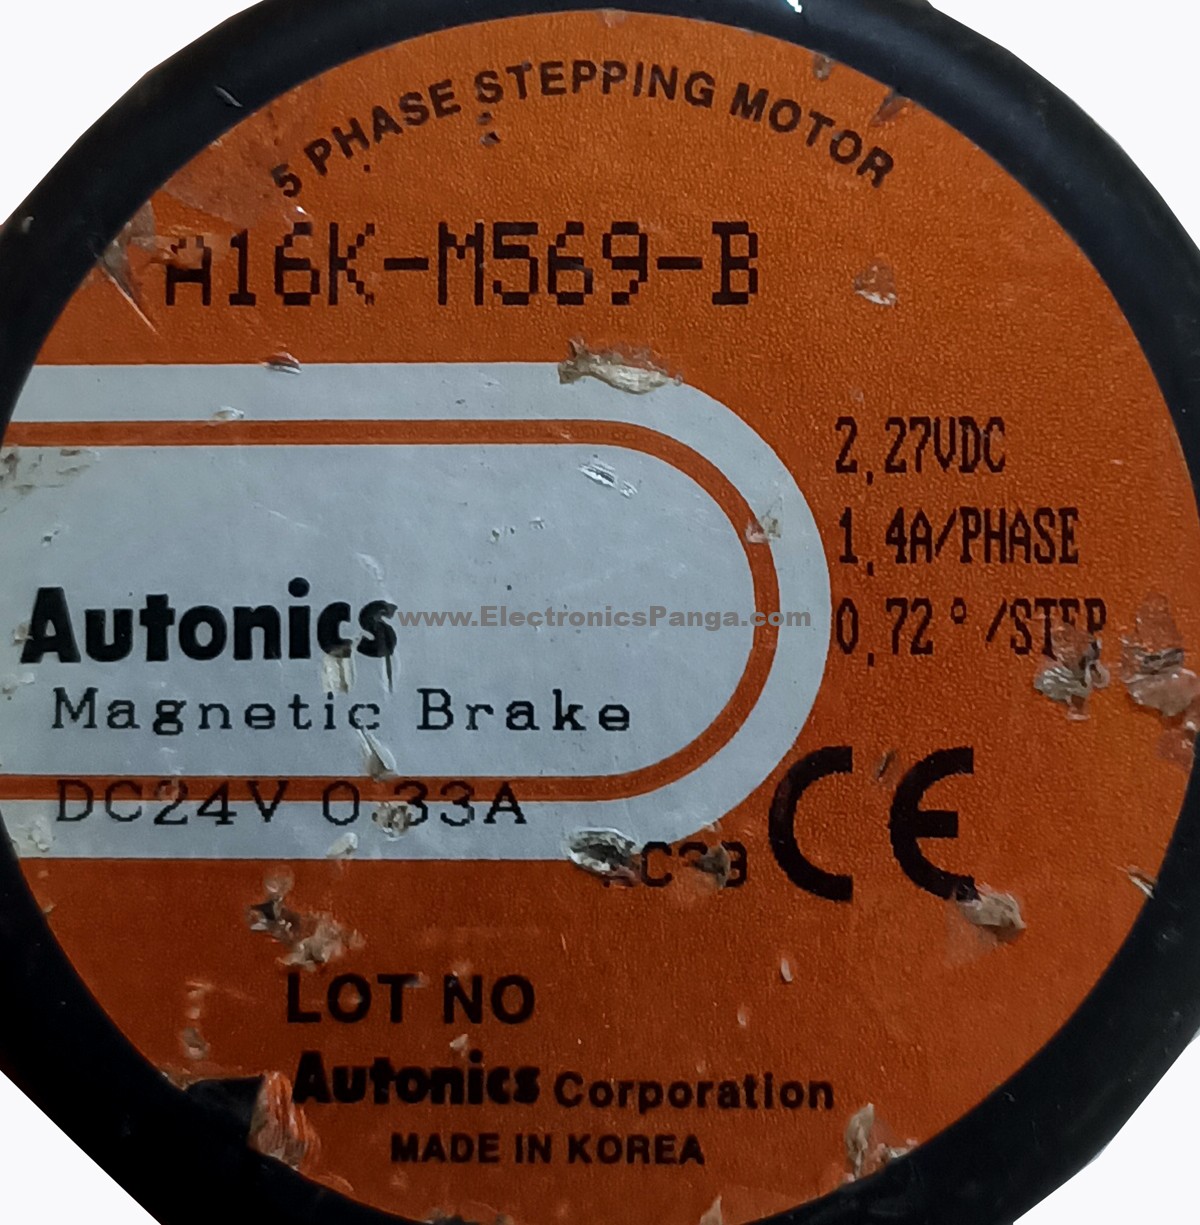 5 PHASE STEPPING MOTOR
A16K-M569-B
2.27VDC
1.4A/PHASE
0.72°/STEP
Autonics
www.ElectronicsPanga.com
Magnetic Brake
DC24V 0.33A
CE
LOT NO
Autonics Corporation
MADE IN KOREA